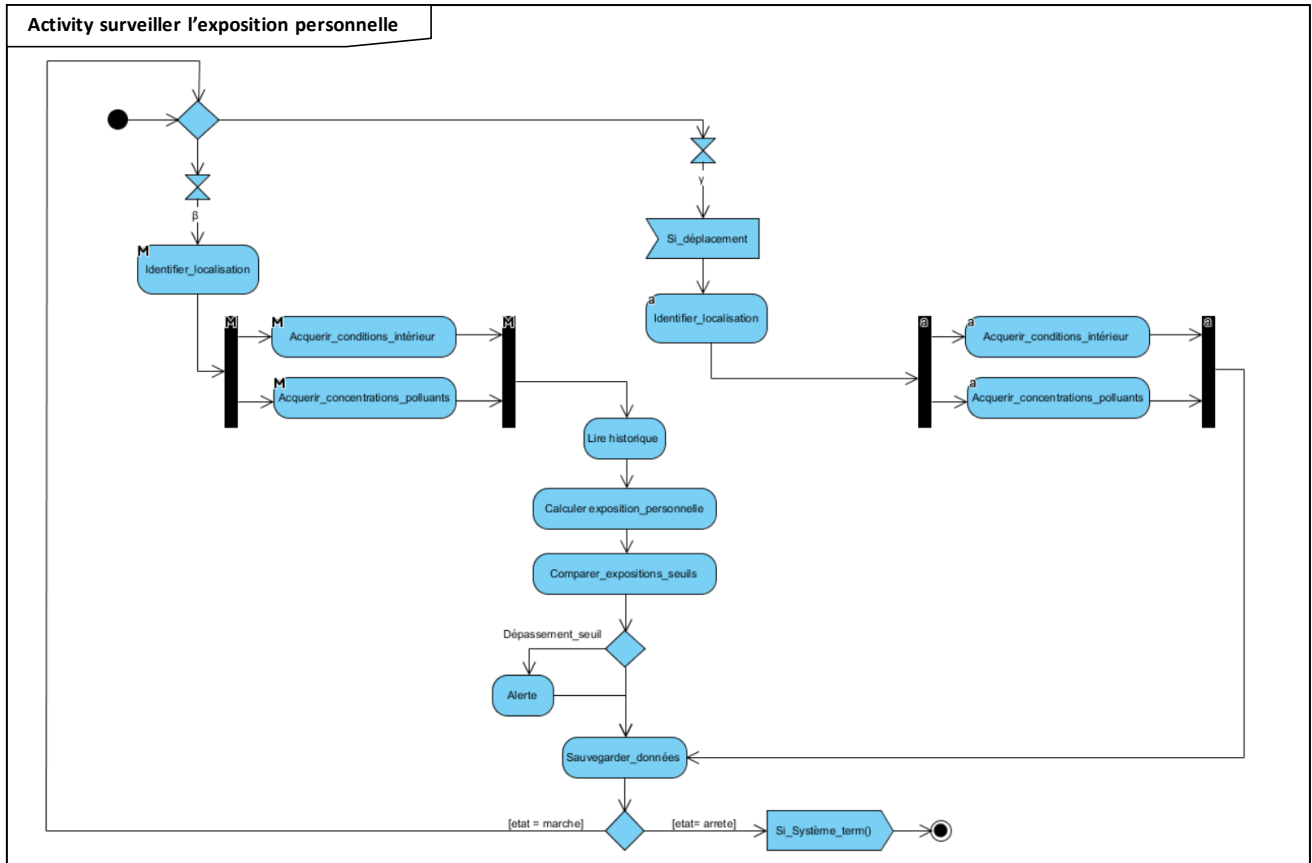 Activity surveiller l'exposition personnelle
β
γ
Si_déplacement
M
Identifier_localisation
a
Identifier_localisation
M
M
Acquerir_conditions_intérieur
M
a
a
Acquerir_conditions_intérieur
a
M
Acquerir_concentrations_polluants
a
Acquerir_concentrations_polluants
Lire historique
Calculer exposition_personnelle
Comparer_expositions_seuils
Dépassement_seuil
Alerte
Sauvegarder_données
[etat = marche]
[etat= arrete]
Si_Système_term()